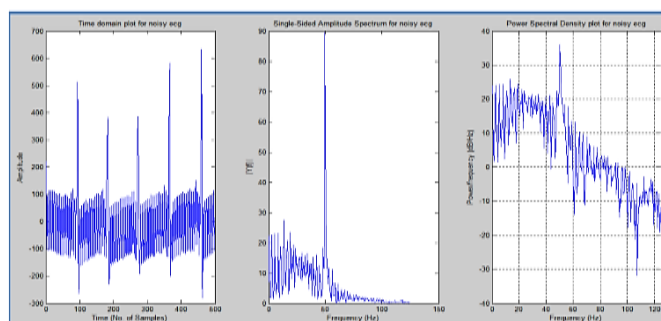 Time domain plot for noisy ecg
700
600
500
400
300
200
100
0
-100
-200
-300
0 100 200 300 400 500 600
Amplitude
Time (No. of Samples)
Single-Sided Amplitude Spectrum for noisy ecg
90
80
70
60
50
40
30
20
10
0
0 50 100 150
|Y(f)|
Frequency (Hz)
Power Spectral Density plot for noisy ecg
40
30
20
10
0
-10
-20
-30
-40
0 20 40 60 80 100 120
Power/Frequency (dB/Hz)
Frequency (Hz)